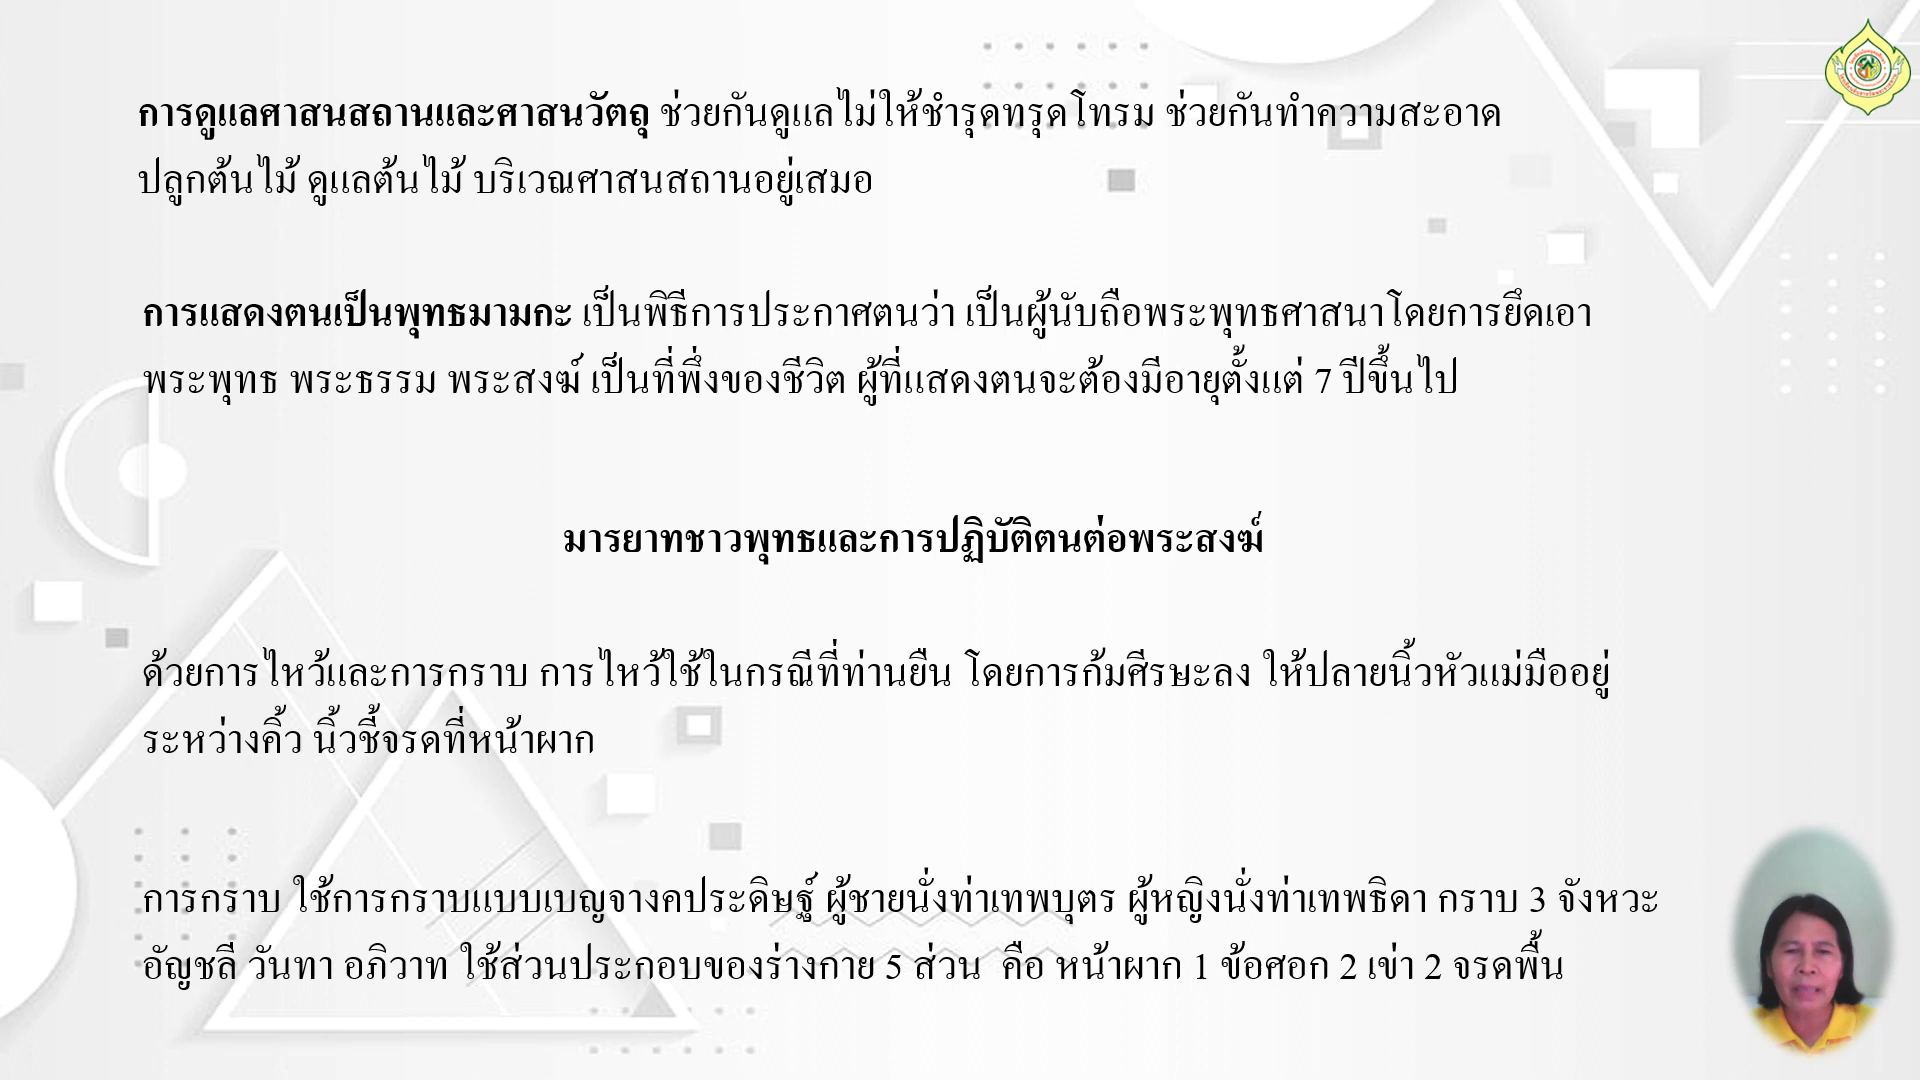 การดูแลศาสนสถานและศาสนวัตถุ ช่วยกันดูแลไม่ให้ชำรุดทรุดโทรม ช่วยกันทำความสะอาด
ปลูกต้นไม้ ดูแลต้นไม้ บริเวณศาสนสถานอยู่เสมอ
การแสดงตนเป็นพุทธมามกะ เป็นพิธีการประกาศตนว่า เป็นผู้นับถือพระพุทธศาสนาโดยการยึดเอา
พระพุทธ พระธรรม พระสงฆ์ เป็นที่พึ่งของชีวิต ผู้ที่แสดงตนจะต้องมีอายุตั้งแต่ 7 ปีขึ้นไป
มารยาทชาวพุทธและการปฏิบัติตนต่อพระสงฆ์
ด้วยการไหว้และการกราบ การไหว้ใช้ในกรณีที่ท่านยืน โดยการก้มศีรษะลง ให้ปลายนิ้วหัวแม่มืออยู่
ระหว่างคิ้ว นิ้วชี้จรดที่หน้าผาก
การกราบ ใช้การกราบแบบเบญจางคประดิษฐ์ ผู้ชายนั่งท่าเทพบุตร ผู้หญิงนั่งท่าเทพธิดา กราบ 3 จังหวะ
อัญชลี วันทา อภิวาท ใช้ส่วนประกอบของร่างกาย 5 ส่วน คือ หน้าผาก 1 ข้อศอก 2 เข่า 2 จรดพื้น